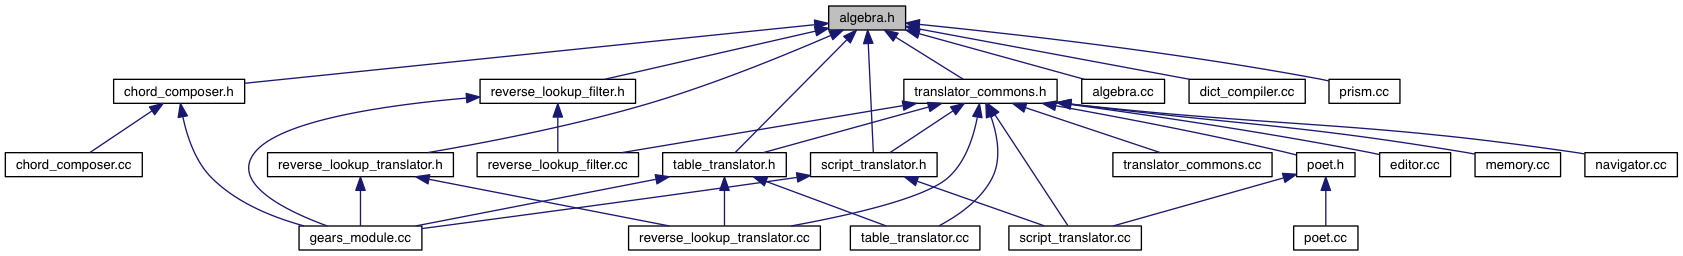 algebra.h
chord_composer.h
reverse_lookup_filter.h
translator_commons.h
algebra.cc
dict_compiler.cc
prism.cc
chord_composer.cc
reverse_lookup_translator.h
reverse_lookup_filter.cc
table_translator.h
script_translator.h
translator_commons.cc
poet.h
editor.cc
memory.cc
navigator.cc
gears_module.cc
reverse_lookup_translator.cc
table_translator.cc
script_translator.cc
poet.cc